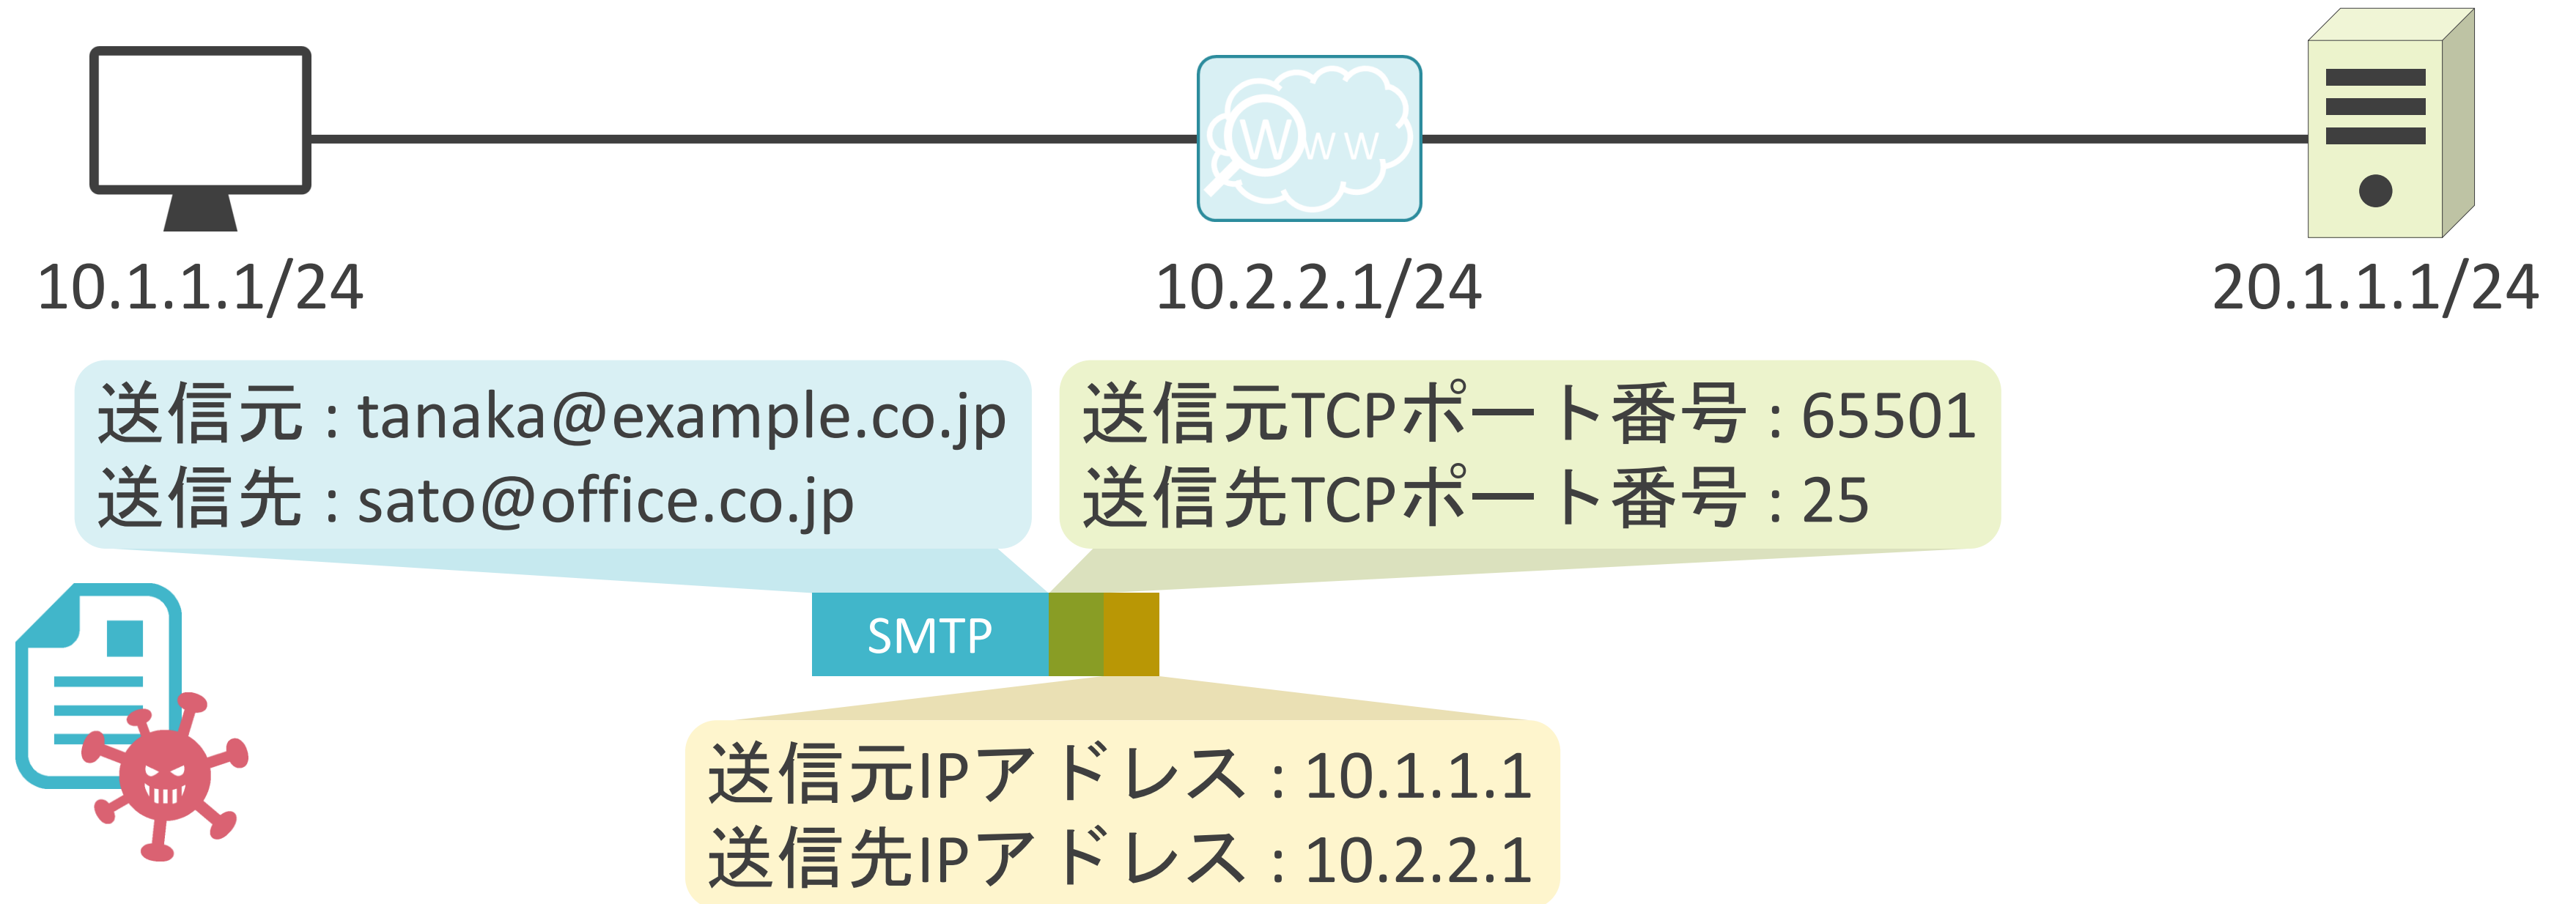 WWW
10.1.1.1/24
10.2.2.1/24
20.1.1.1/24
送信元 : tanaka@example.co.jp
送信先 : sato@office.co.jp
送信元TCPポート番号 : 65501
送信先TCPポート番号 : 25
SMTP
送信元IPアドレス : 10.1.1.1
送信先IPアドレス : 10.2.2.1